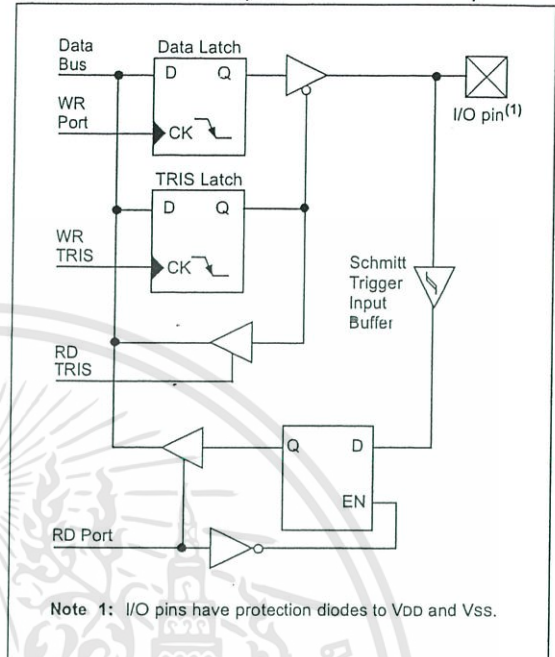 Data
Bus
Data Latch
D Q
WR
Port
CK
I/O pin(1)
TRIS Latch
D Q
WR
TRIS
CK
Schmitt
Trigger
Input
Buffer
RD
TRIS
Q D
EN
RD Port
Note 1: I/O pins have protection diodes to VDD and VSS.